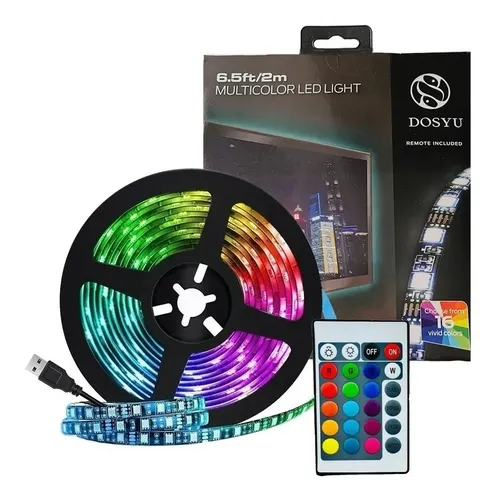 6.5ft/2m
MULTICOLOR LED LIGHT
DOSYU
REMOTE INCLUDED
Choose from
16
vivid colors
OFF
ON
R
G
W